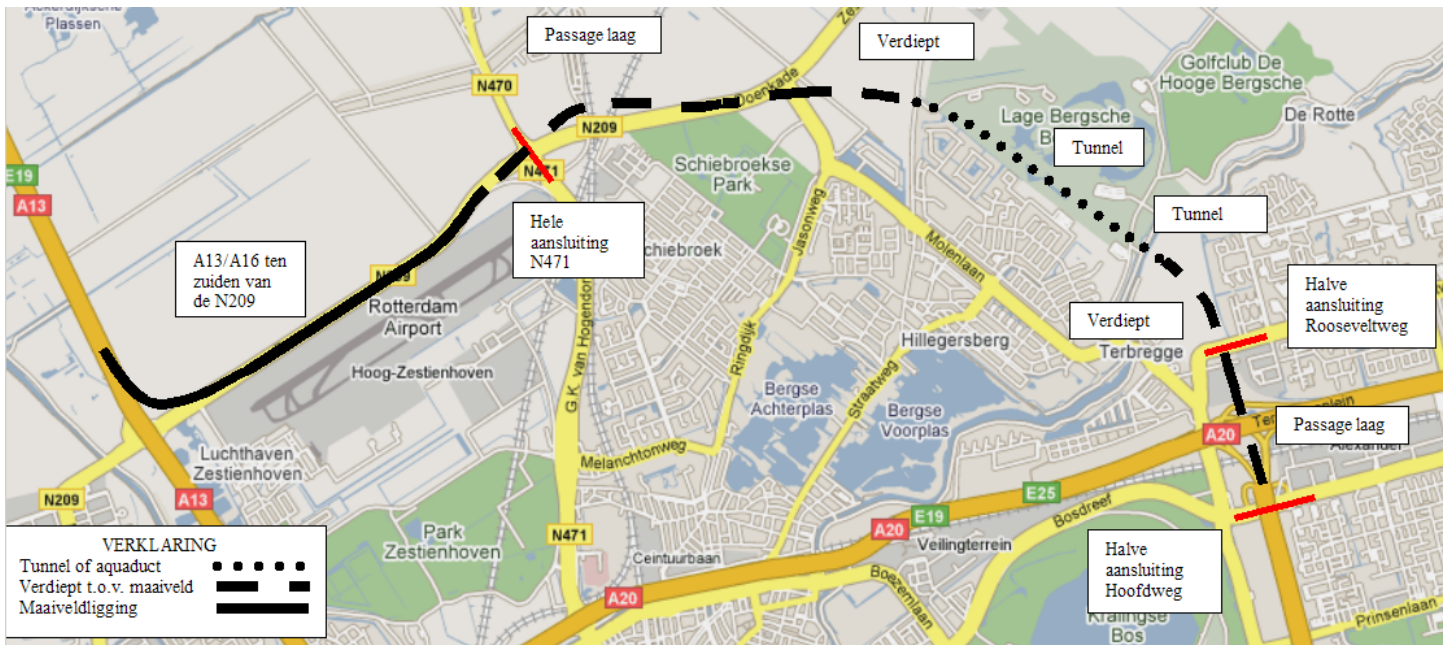 Ackerdijksche
Plassen
Passage laag
Verdiept
Golfclub De
Hooge Bergsche
N470
Doenkade
Lage Bergsche
De Rotte
N209
Tunnel
E19
A13
N471
Schiebroekse
Park
Tunnel
Hele
aansluiting
N471
Jasonweg
Molenlaan
A13/A16 ten
zuiden van
de N209
Rotterdam
Airport
Halve
aansluiting
Rooseveltweg
Verdiept
Terbregge
Hillegersberg
Hoog-Zestienhoven
G.K. van Hogendor
Ringdijk
Straatweg
Bergse
Achterplas
Bergse
Voorplas
A20
Passage laag
Alexander
Luchthaven
Zestienhoven
Melanchtonweg
N209
A13
E25
E19
Bosdreef
A20
Park
Zestienhoven
N471
Ceintuurbaan
Veilingterrein
Halve
aansluiting
Hoofdweg
Boezemlaan
A20
Kralingse
Bos
Prinsenlaan
VERKLARING
Tunnel of aquaduct
Verdiept t.o.v. maaiveld
Maaiveldligging